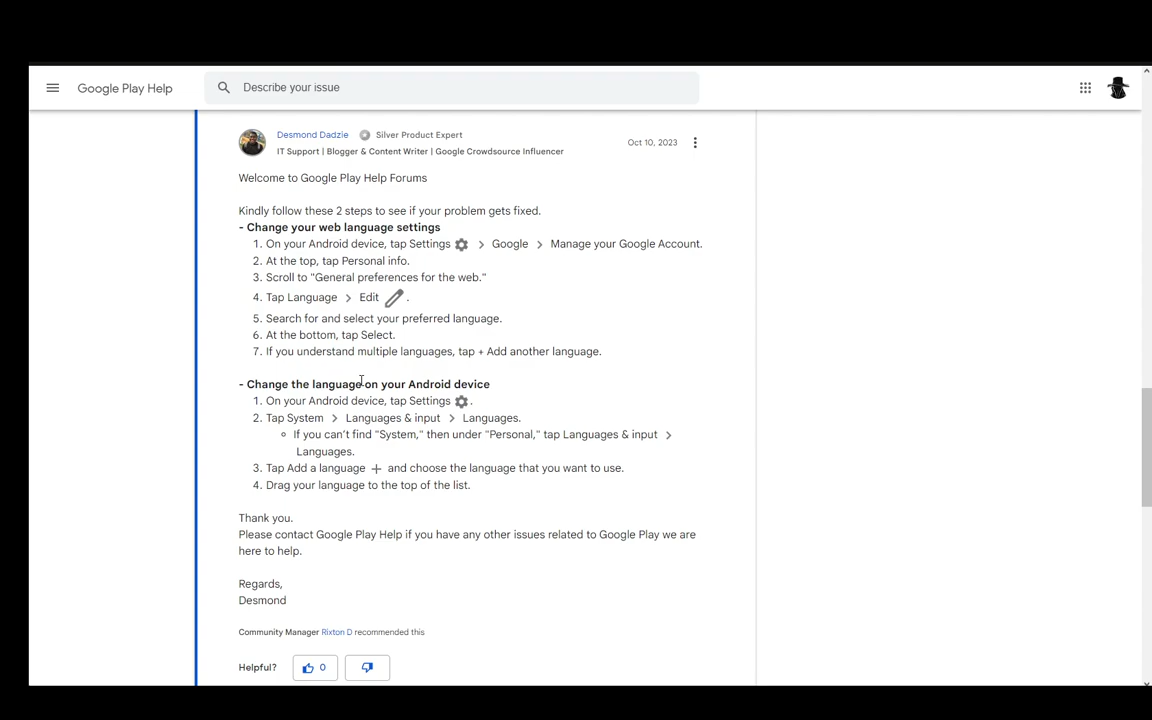 Google Play Help
Describe your issue
Desmond Dadzie Silver Product Expert
IT Support | Blogger & Content Writer | Google Crowdsource Influencer
Oct 10, 2023
Welcome to Google Play Help Forums
Kindly follow these 2 steps to see if your problem gets fixed.
- Change your web language settings
1. On your Android device, tap Settings > Google > Manage your Google Account.
2. At the top, tap Personal info.
3. Scroll to "General preferences for the web."
4. Tap Language > Edit .
5. Search for and select your preferred language.
6. At the bottom, tap Select.
7. If you understand multiple languages, tap + Add another language.
- Change the language on your Android device
1. On your Android device, tap Settings .
2. Tap System > Languages & input > Languages.
If you can't find "System," then under "Personal," tap Languages & input >
Languages.
3. Tap Add a language + and choose the language that you want to use.
4. Drag your language to the top of the list.
Thank you.
Please contact Google Play Help if you have any other issues related to Google Play we are
here to help.
Regards,
Desmond
Community Manager Rixton D recommended this
Helpful? 0